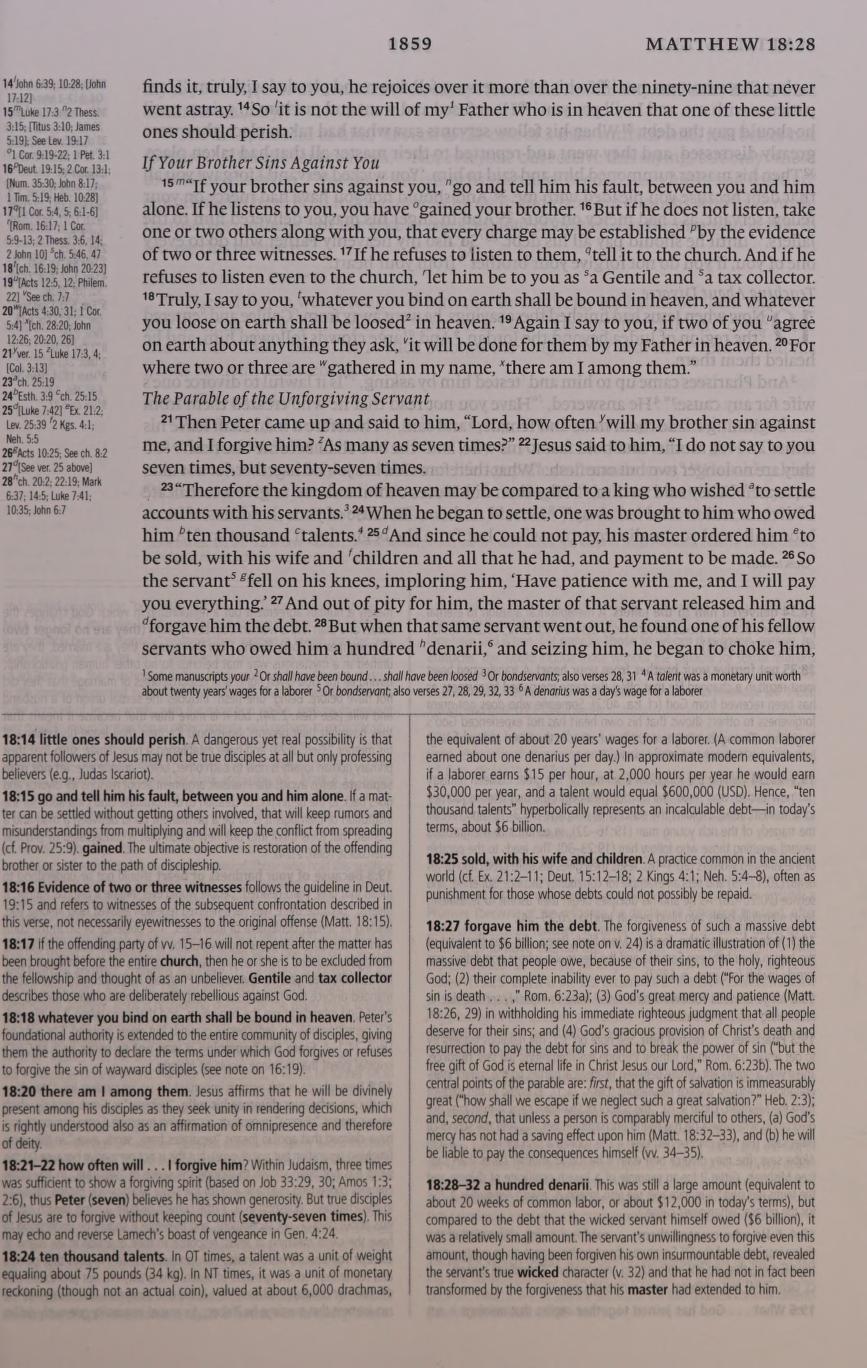 1859
MATTHEW 18:28
14 l John 6:39; 10:28; [John
17:12]
15 m Luke 17:3 n 2 Thess.
3:15; [Titus 3:10; James
5:19]; See Lev. 19:17
o 1 Cor. 9:19-22; 1 Pet. 3:1
16 p Deut. 19:15; 2 Cor. 13:1;
[Num. 35:30; John 8:17;
1 Tim. 5:19; Heb. 10:28]
17 q [1 Cor. 5:4, 5; 6:1-6]
r [Rom. 16:17; 1 Cor.
5:9-13; 2 Thess. 3:6, 14;
2 John 10] s ch. 5:46, 47
18 t [ch. 16:19; John 20:23]
19 u [Acts 12:5, 12; Philem.
22] v See ch. 7:7
20 w [Acts 4:30, 31; 1 Cor.
5:4] x [ch. 28:20; John
12:26; 20:20, 26]
21 y ver. 15 z Luke 17:3, 4;
[Col. 3:13]
23 a ch. 25:19
24 b Esth. 3:9 c ch. 25:15
25 d [Luke 7:42] e Ex. 21:2;
Lev. 25:39 f 2 Kgs. 4:1;
Neh. 5:5
26 g Acts 10:25; See ch. 8:2
27 d [See ver. 25 above]
28 h ch. 20:2; 22:19; Mark
6:37; 14:5; Luke 7:41;
10:35; John 6:7
finds it, truly, I say to you, he rejoices over it more than over the ninety-nine that never
went astray. 14 So l it is not the will of my 1 Father who is in heaven that one of these little
ones should perish.
If Your Brother Sins Against You
15 m “If your brother sins against you, n go and tell him his fault, between you and him
alone. If he listens to you, you have o gained your brother. 16 But if he does not listen, take
one or two others along with you, that every charge may be established p by the evidence
of two or three witnesses. 17 If he refuses to listen to them, q tell it to the church. And if he
refuses to listen even to the church, r let him be to you as s a Gentile and s a tax collector.
18 Truly, I say to you, t whatever you bind on earth shall be bound in heaven, and whatever
you loose on earth shall be loosed 2 in heaven. 19 Again I say to you, if two of you u agree
on earth about anything they ask, v it will be done for them by my Father in heaven. 20 For
where two or three are w gathered in my name, x there am I among them.”
The Parable of the Unforgiving Servant
21 Then Peter came up and said to him, “Lord, how often y will my brother sin against
me, and I forgive him? z As many as seven times?” 22 Jesus said to him, “I do not say to you
seven times, but seventy-seven times.
23 “Therefore the kingdom of heaven may be compared to a king who wished a to settle
accounts with his servants. 3 24 When he began to settle, one was brought to him who owed
him b ten thousand c talents. 4 25 d And since he could not pay, his master ordered him e to
be sold, with his wife and f children and all that he had, and payment to be made. 26 So
the servant 5 g fell on his knees, imploring him, ‘Have patience with me, and I will pay
you everything.’ 27 And out of pity for him, the master of that servant released him and
d forgave him the debt. 28 But when that same servant went out, he found one of his fellow
servants who owed him a hundred h denarii, 6 and seizing him, he began to choke him,
1 Some manuscripts your 2 Or shall have been bound . . . shall have been loosed 3 Or bondservants; also verses 28, 31 4 A talent was a monetary unit worth
about twenty years' wages for a laborer 5 Or bondservant; also verses 27, 28, 29, 32, 33 6 A denarius was a day's wage for a laborer
18:14 little ones should perish. A dangerous yet real possibility is that
apparent followers of Jesus may not be true disciples at all but only professing
believers (e.g., Judas Iscariot).
18:15 go and tell him his fault, between you and him alone. If a mat-
ter can be settled without getting others involved, that will keep rumors and
misunderstandings from multiplying and will keep the conflict from spreading
(cf. Prov. 25:9). gained. The ultimate objective is restoration of the offending
brother or sister to the path of discipleship.
18:16 Evidence of two or three witnesses follows the guideline in Deut.
19:15 and refers to witnesses of the subsequent confrontation described in
this verse, not necessarily eyewitnesses to the original offense (Matt. 18:15).
18:17 if the offending party of vv. 15–16 will not repent after the matter has
been brought before the entire church, then he or she is to be excluded from
the fellowship and thought of as an unbeliever. Gentile and tax collector
describes those who are deliberately rebellious against God.
18:18 whatever you bind on earth shall be bound in heaven. Peter's
foundational authority is extended to the entire community of disciples, giving
them the authority to declare the terms under which God forgives or refuses
to forgive the sin of wayward disciples (see note on 16:19).
18:20 there am I among them. Jesus affirms that he will be divinely
present among his disciples as they seek unity in rendering decisions, which
is rightly understood also as an affirmation of omnipresence and therefore
of deity.
18:21–22 how often will . . . I forgive him? Within Judaism, three times
was sufficient to show a forgiving spirit (based on Job 33:29, 30; Amos 1:3;
2:6), thus Peter (seven) believes he has shown generosity. But true disciples
of Jesus are to forgive without keeping count (seventy-seven times). This
may echo and reverse Lamech's boast of vengeance in Gen. 4:24.
18:24 ten thousand talents. In OT times, a talent was a unit of weight
equaling about 75 pounds (34 kg). In NT times, it was a unit of monetary
reckoning (though not an actual coin), valued at about 6,000 drachmas,
the equivalent of about 20 years' wages for a laborer. (A common laborer
earned about one denarius per day.) In approximate modern equivalents,
if a laborer earns $15 per hour, at 2,000 hours per year he would earn
$30,000 per year, and a talent would equal $600,000 (USD). Hence, “ten
thousand talents” hyperbolically represents an incalculable debt—in today's
terms, about $6 billion.
18:25 sold, with his wife and children. A practice common in the ancient
world (cf. Ex. 21:2–11; Deut. 15:12–18; 2 Kings 4:1; Neh. 5:4–8), often as
punishment for those whose debts could not possibly be repaid.
18:27 forgave him the debt. The forgiveness of such a massive debt
(equivalent to $6 billion; see note on v. 24) is a dramatic illustration of (1) the
massive debt that people owe, because of their sins, to the holy, righteous
God; (2) their complete inability ever to pay such a debt (“For the wages of
sin is death . . . ,” Rom. 6:23a); (3) God's great mercy and patience (Matt.
18:26, 29) in withholding his immediate righteous judgment that all people
deserve for their sins; and (4) God's gracious provision of Christ's death and
resurrection to pay the debt for sins and to break the power of sin (“but the
free gift of God is eternal life in Christ Jesus our Lord,” Rom. 6:23b). The two
central points of the parable are: first, that the gift of salvation is immeasurably
great (“how shall we escape if we neglect such a great salvation?” Heb. 2:3);
and, second, that unless a person is comparably merciful to others, (a) God's
mercy has not had a saving effect upon him (Matt. 18:32–33), and (b) he will
be liable to pay the consequences himself (vv. 34–35).
18:28–32 a hundred denarii. This was still a large amount (equivalent to
about 20 weeks of common labor, or about $12,000 in today's terms), but
compared to the debt that the wicked servant himself owed ($6 billion), it
was a relatively small amount. The servant's unwillingness to forgive even this
amount, though having been forgiven his own insurmountable debt, revealed
the servant's true wicked character (v. 32) and that he had not in fact been
transformed by the forgiveness that his master had extended to him.